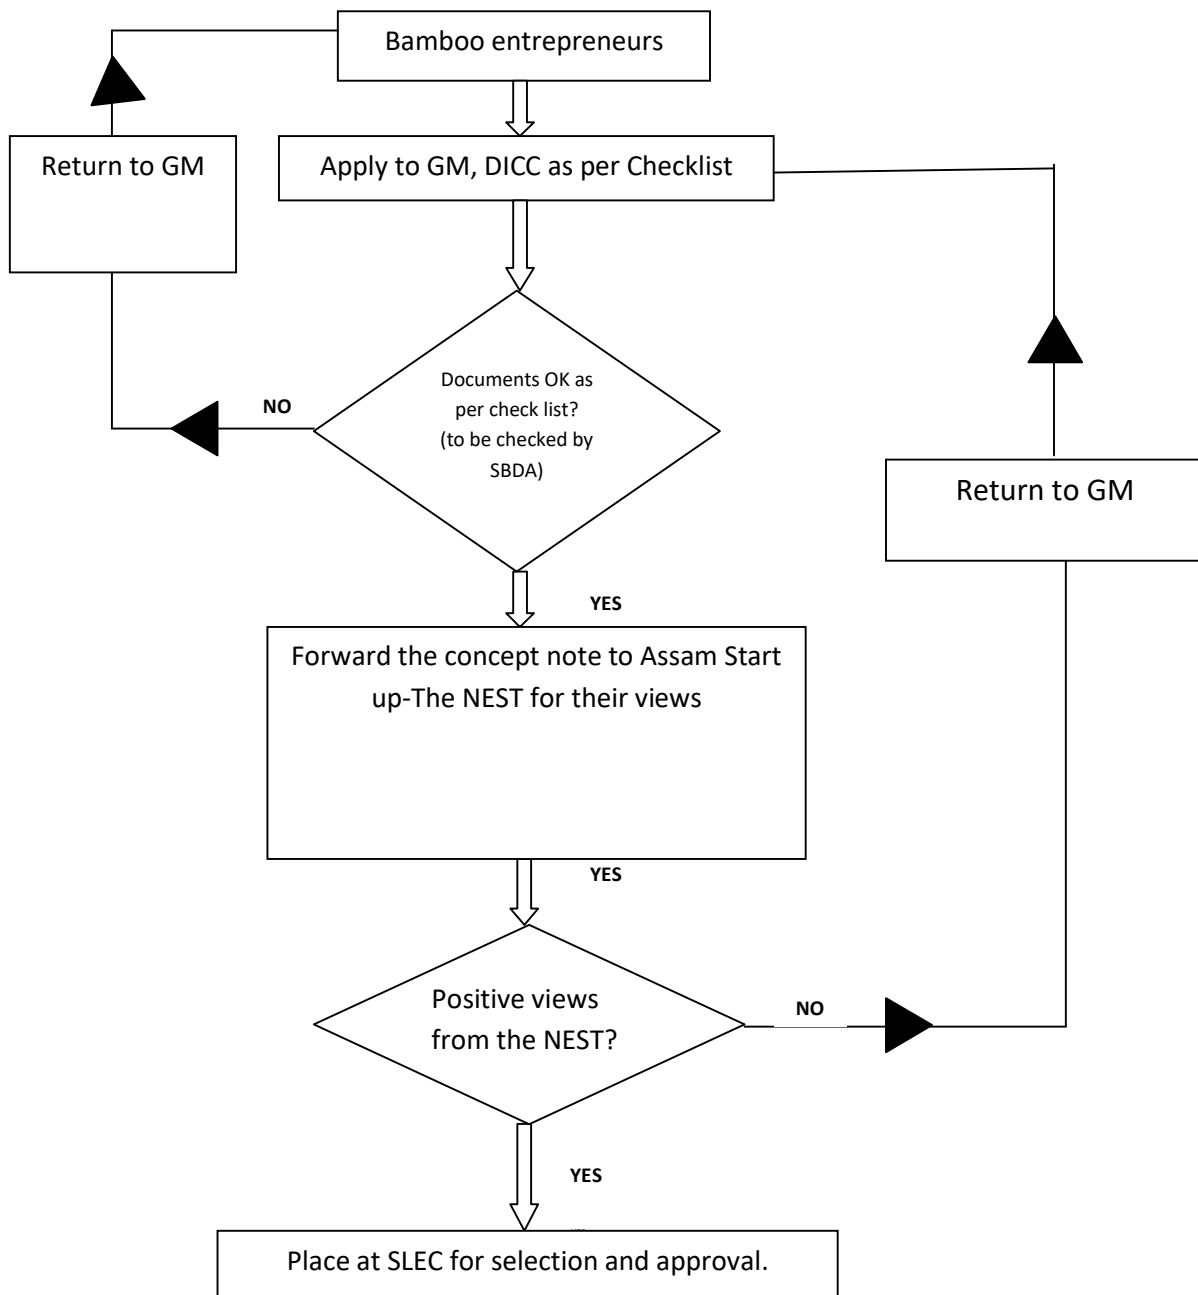 Bamboo entrepreneurs
Return to GM
Apply to GM, DICC as per Checklist
Documents OK as
per check list?
(to be checked by
SBDA)
NO
Return to GM
YES
Forward the concept note to Assam Start
up-The NEST for their views
YES
Positive views
from the NEST?
NO
YES
Place at SLEC for selection and approval.